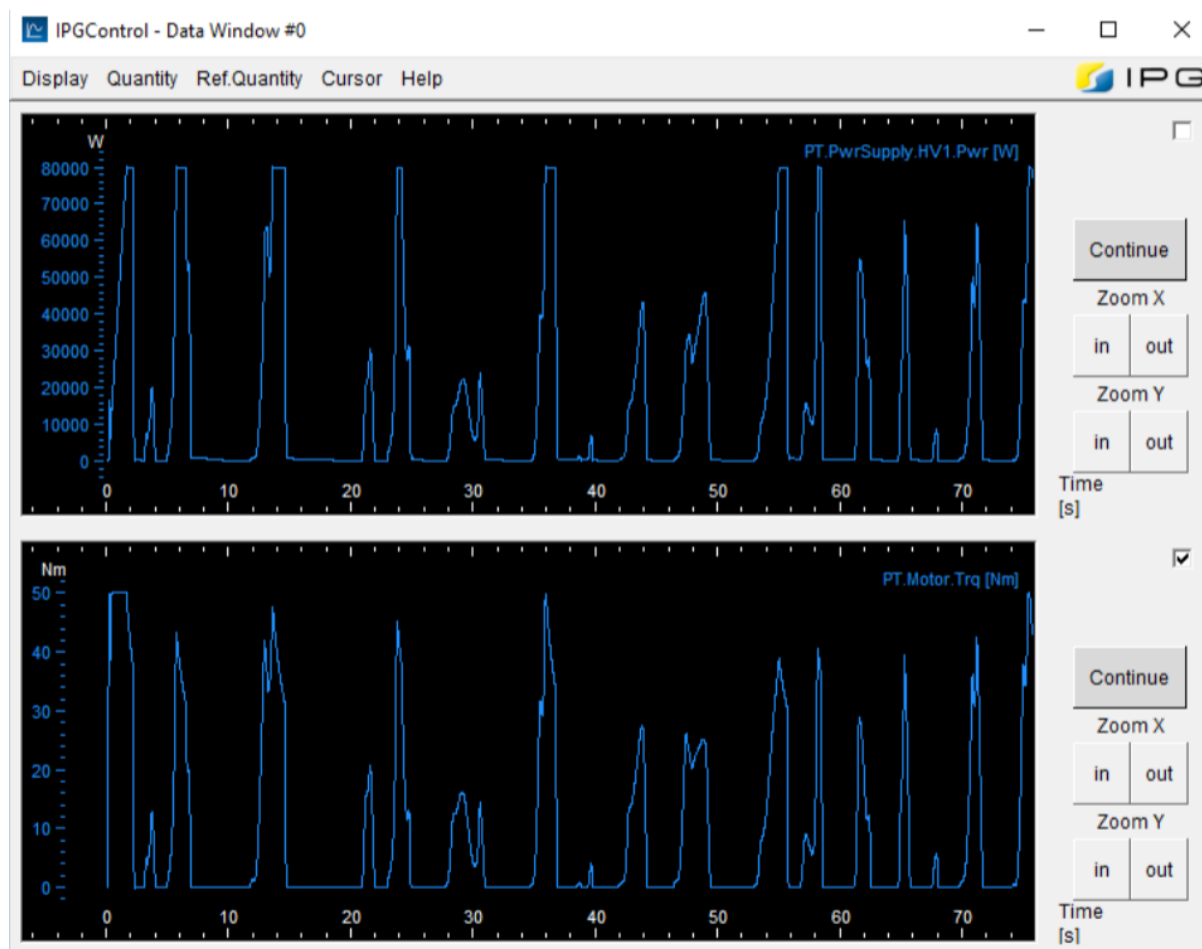 IPGControl - Data Window #0
Display Quantity Ref.Quantity Cursor Help
IPG
W
PT.PwrSupply.HV1.Pwr [W]
80000
70000
60000
50000
40000
30000
20000
10000
0
0 10 20 30 40 50 60 70
Time
[s]
Continue
Zoom X
in out
Zoom Y
in out
Nm
PT.Motor.Trq [Nm]
50
40
30
20
10
0
0 10 20 30 40 50 60 70
Time
[s]
Continue
Zoom X
in out
Zoom Y
in out